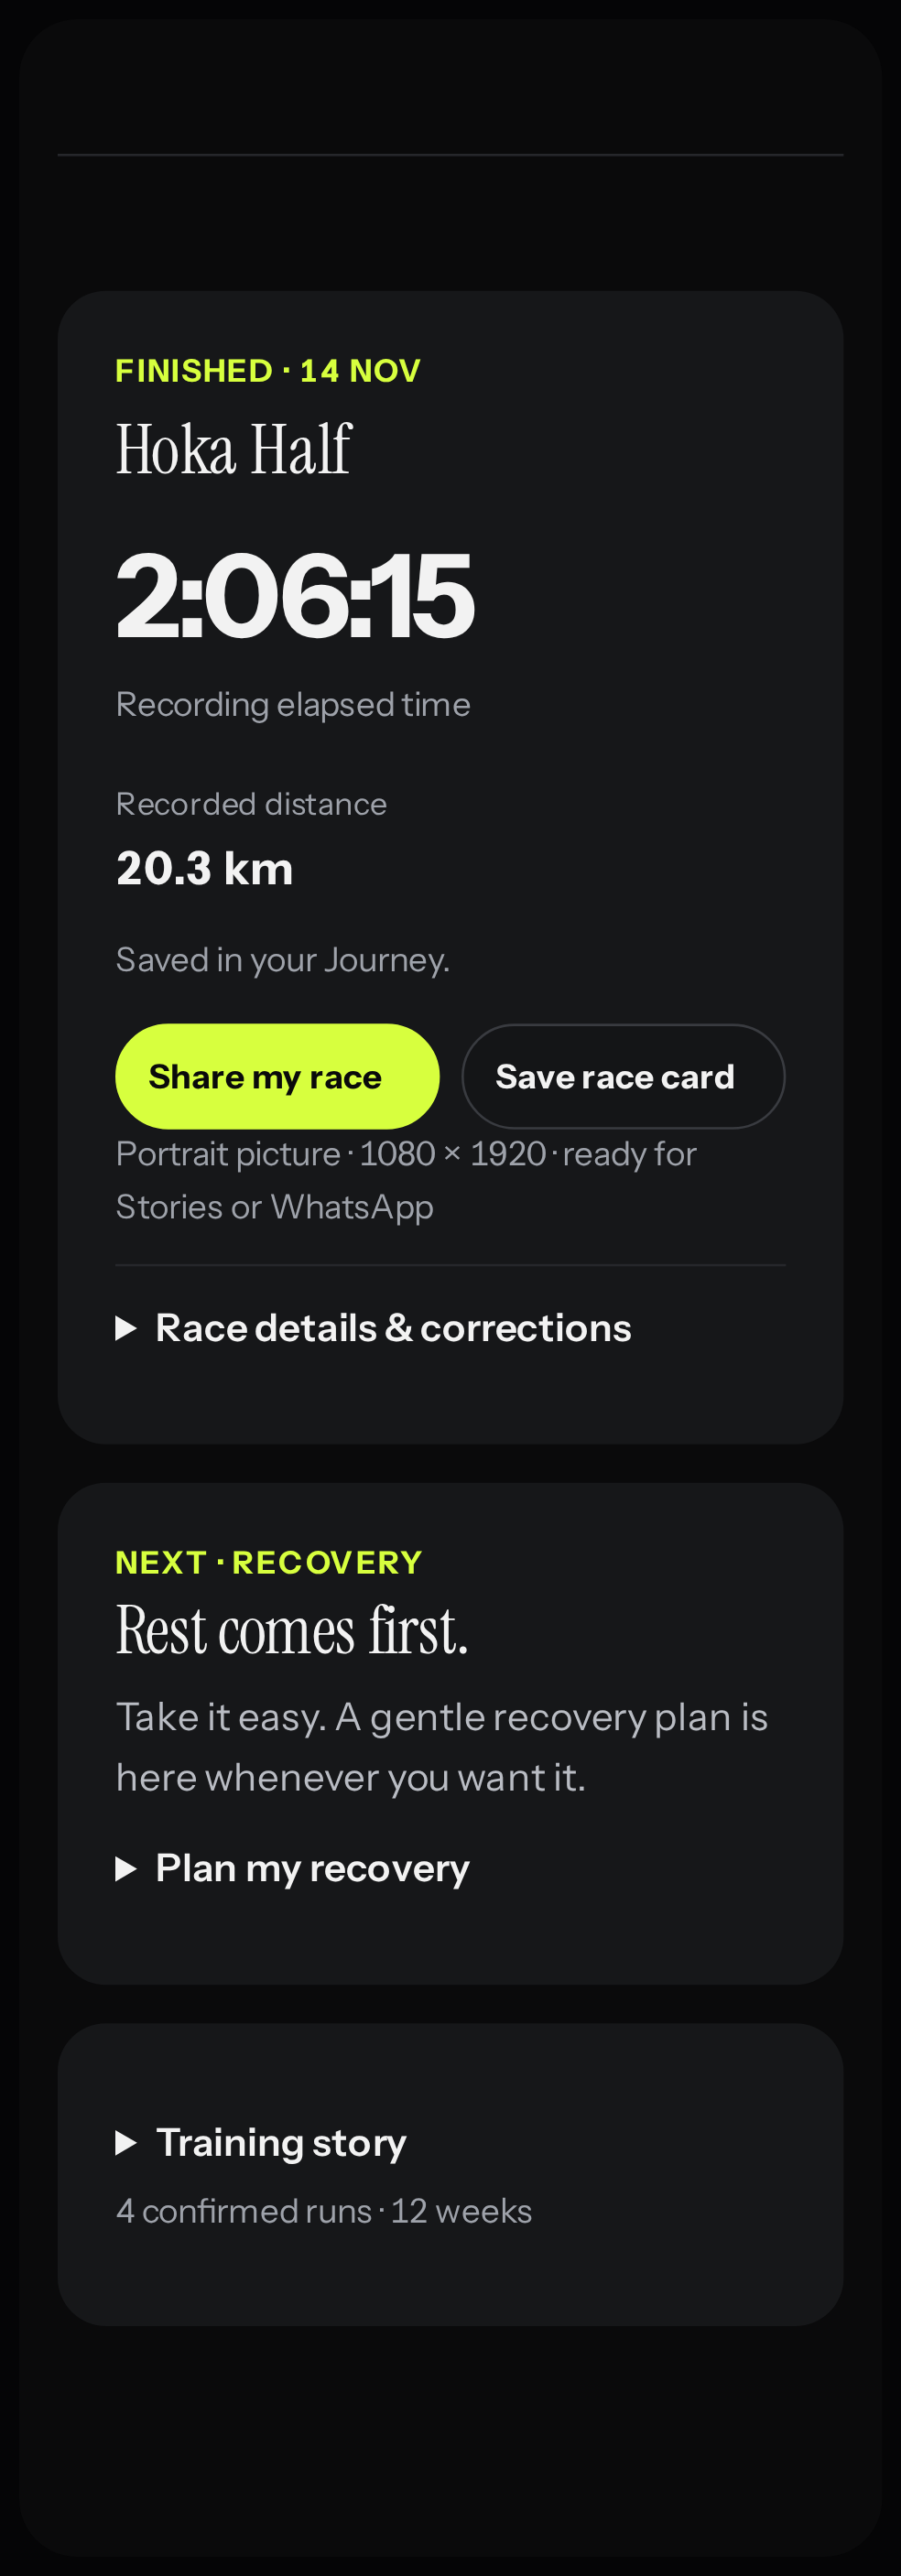 FINISHED · 14 NOV
Hoka Half
2:06:15
Recording elapsed time
Recorded distance
20.3 km
Saved in your Journey.
Share my race
Save race card
Portrait picture · 1080 × 1920 · ready for
Stories or WhatsApp
Race details & corrections
NEXT · RECOVERY
Rest comes first.
Take it easy. A gentle recovery plan is
here whenever you want it.
Plan my recovery
Training story
4 confirmed runs · 12 weeks